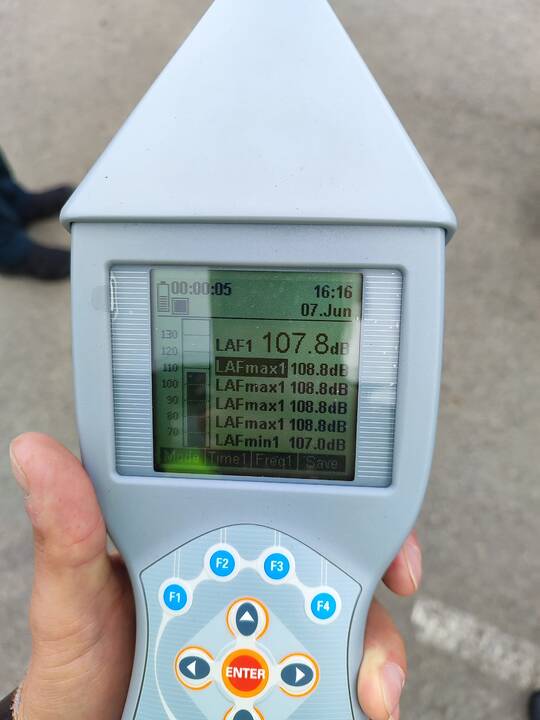 00:00:05 16:16
07.Jun
130
120
110
100
90
80
70
LAF1 107.8dB
LAFmax1 108.8dB
LAFmax1 108.8dB
LAFmax1 108.8dB
LAFmax1 108.8dB
LAFmin1 107.0dB
Mode Time1 Freq1 Save
F1 F2 F3 F4
ENTER